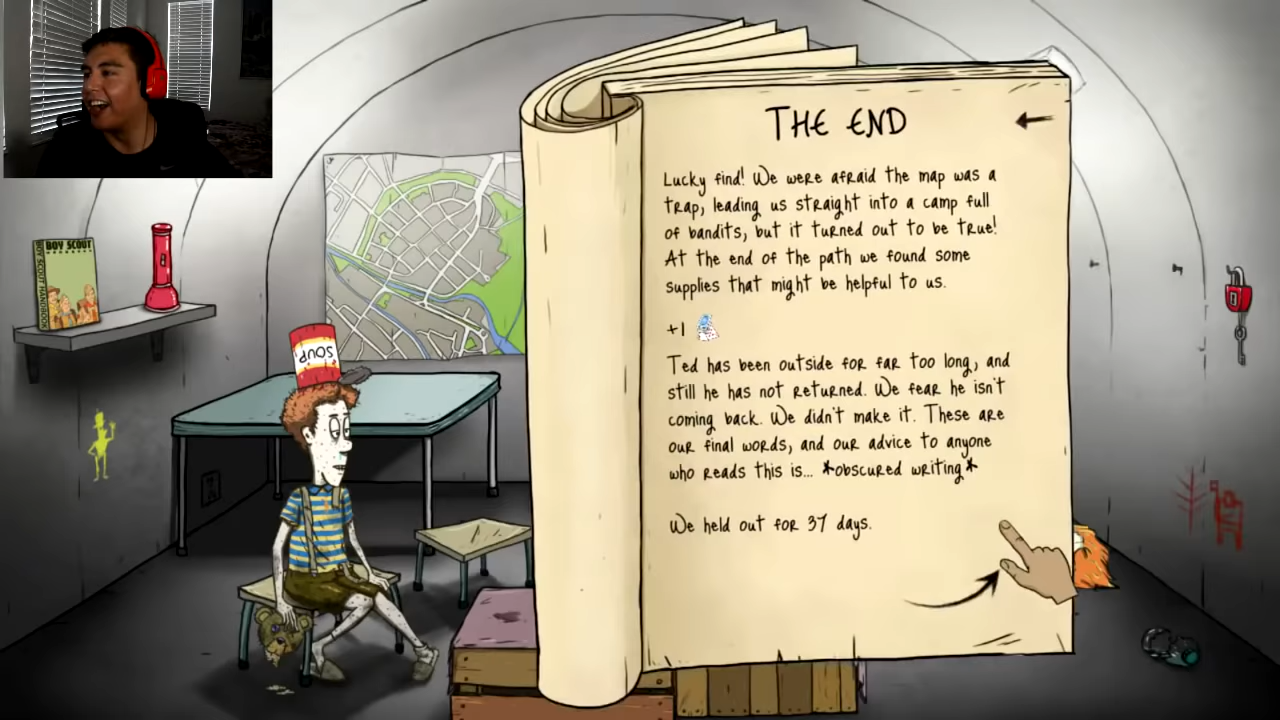 THE END
Lucky find! We were afraid the map was a
trap, leading us straight into a camp full
of bandits, but it turned out to be true!
At the end of the path we found some
supplies that might be helpful to us.
+1
Ted has been outside for far too long, and
still he has not returned. We fear he isn't
coming back. We didn't make it. These are
our final words, and our advice to anyone
who reads this is... *obscured writing*
We held out for 37 days.
BOY SCOUT
BOY SCOUT HANDBOOK
SOUP